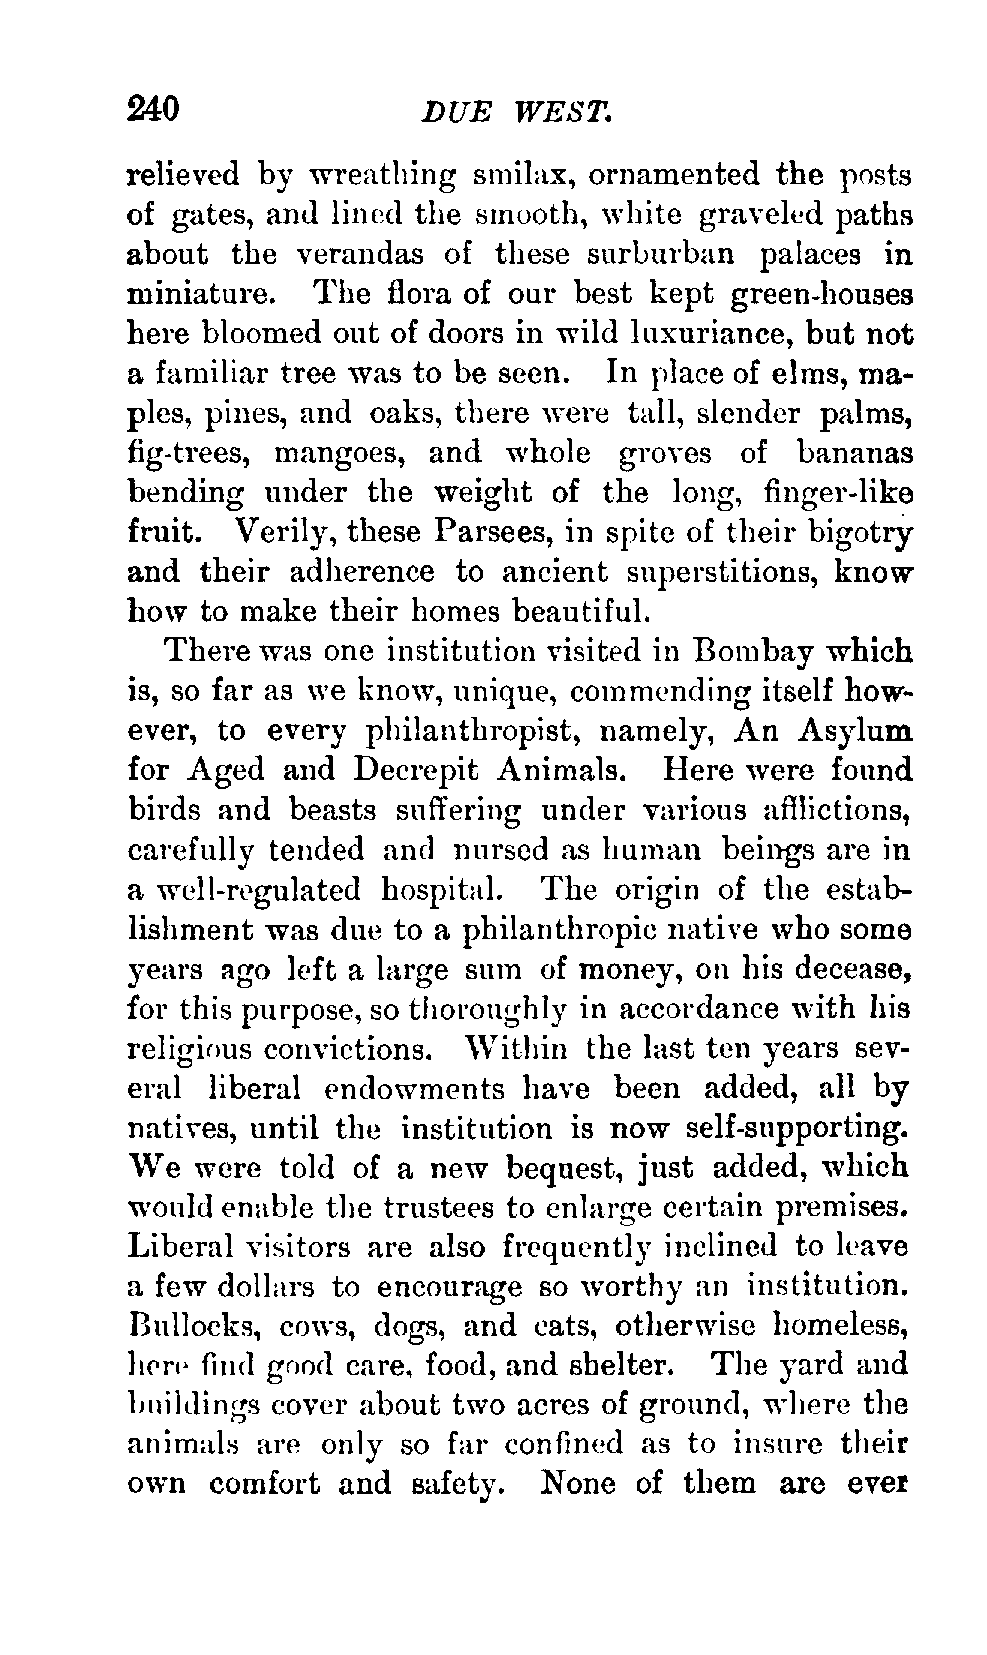 240 DUE WEST.
relieved by wreathing smilax, ornamented the posts
of gates, and lined the smooth, white graveled paths
about the verandas of these surburban palaces in
miniature. The flora of our best kept green-houses
here bloomed out of doors in wild luxuriance, but not
a familiar tree was to be seen. In place of elms, ma-
ples, pines, and oaks, there were tall, slender palms,
fig-trees, mangoes, and whole groves of bananas
bending under the weight of the long, finger-like
fruit. Verily, these Parsees, in spite of their bigotry
and their adherence to ancient superstitions, know
how to make their homes beautiful.
There was one institution visited in Bombay which
is, so far as we know, unique, commending itself how-
ever, to every philanthropist, namely, An Asylum
for Aged and Decrepit Animals. Here were found
birds and beasts suffering under various afflictions,
carefully tended and nursed as human beings are in
a well-regulated hospital. The origin of the estab-
lishment was due to a philanthropic native who some
years ago left a large sum of money, on his decease,
for this purpose, so thoroughly in accordance with his
religious convictions. Within the last ten years sev-
eral liberal endowments have been added, all by
natives, until the institution is now self-supporting.
We were told of a new bequest, just added, which
would enable the trustees to enlarge certain premises.
Liberal visitors are also frequently inclined to leave
a few dollars to encourage so worthy an institution.
Bullocks, cows, dogs, and cats, otherwise homeless,
here find good care, food, and shelter. The yard and
buildings cover about two acres of ground, where the
animals are only so far confined as to insure their
own comfort and safety. None of them are ever